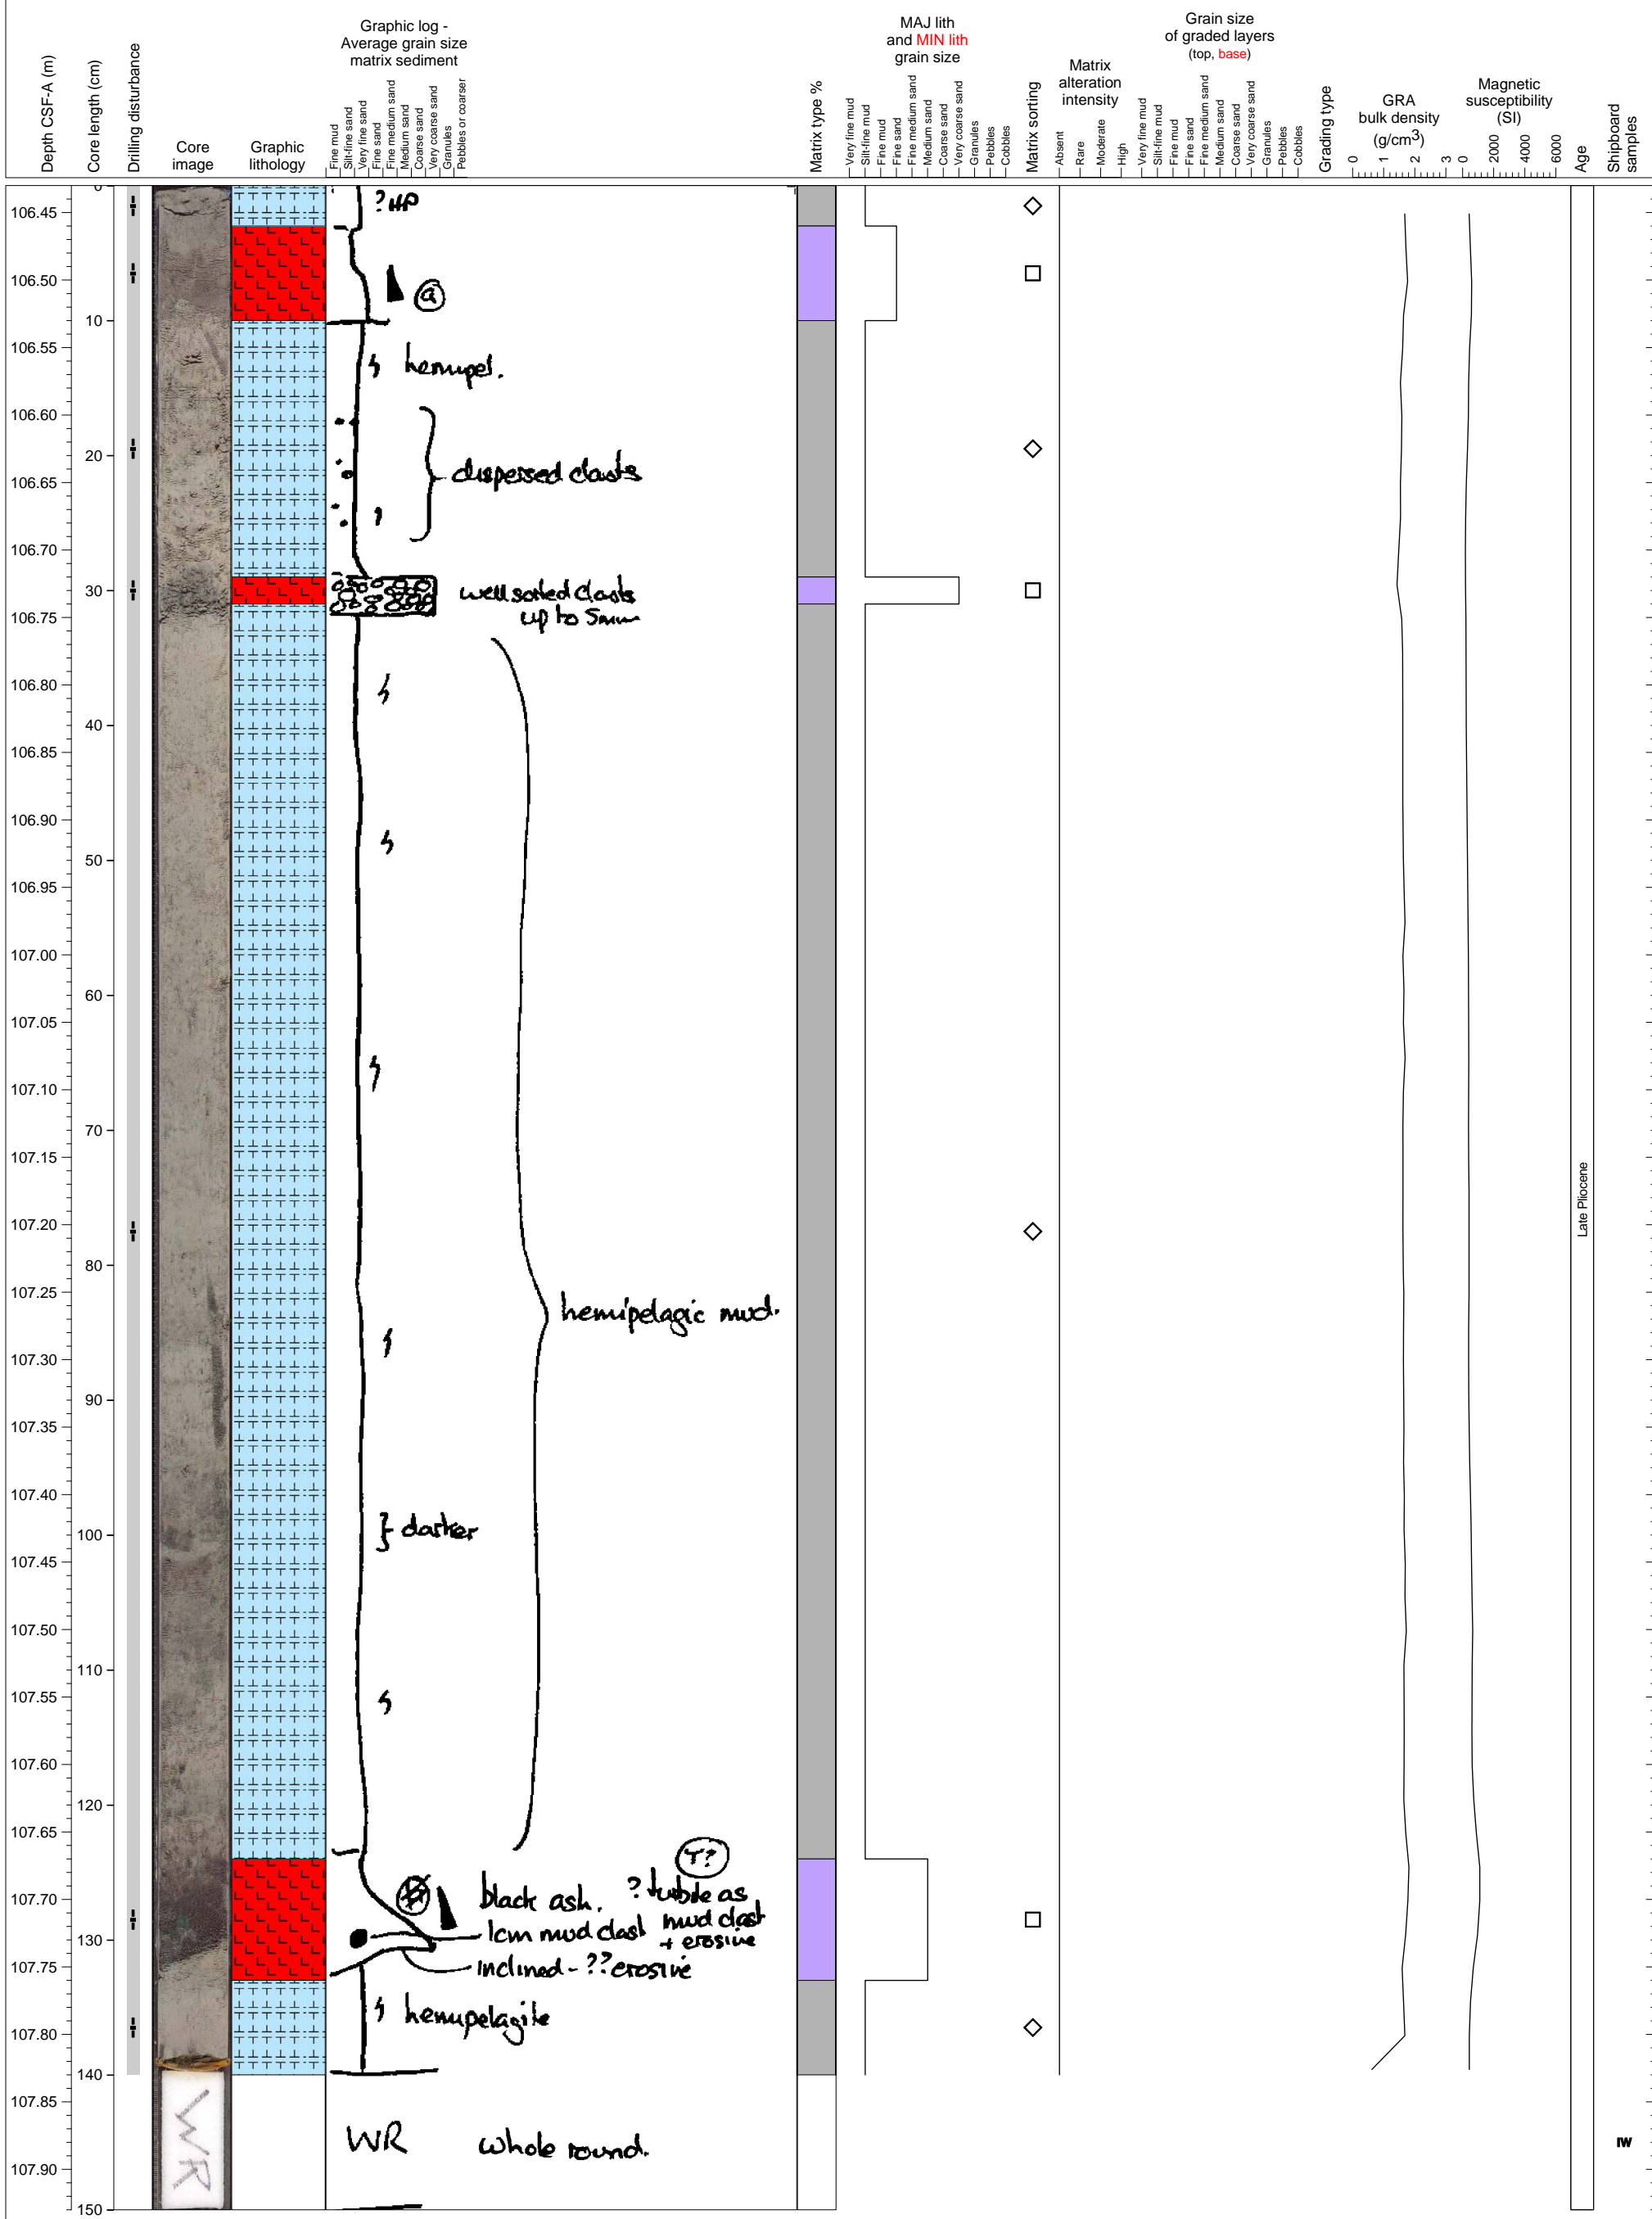 Depth CSF-A (m)
Core length (cm)
Drilling disturbance
Core
image
Graphic
lithology
Graphic log -
Average grain size
matrix sediment
Fine mud
Silt-fine sand
Very fine sand
Fine sand
Fine medium sand
Medium sand
Coarse sand
Very coarse sand
Granules
Pebbles or coarser
Matrix type %
MAJ lith
and MIN lith
grain size
Very fine mud
Silt-fine mud
Fine mud
Fine sand
Fine medium sand
Medium sand
Coarse sand
Very coarse sand
Granules
Pebbles
Cobbles
Matrix sorting
Matrix
alteration
intensity
Absent
Rare
Moderate
High
Grain size
of graded layers
(top, base)
Very fine mud
Silt-fine mud
Fine mud
Fine sand
Fine medium sand
Medium sand
Coarse sand
Very coarse sand
Granules
Pebbles
Cobbles
Grading type
GRA
bulk density
(g/cm3)
0 1 2 3
Magnetic
susceptibility
(SI)
0 2000 4000 6000
Age
Shipboard
samples
0
106.45
? HP
106.50
a
10
106.55
hemipel.
106.60
20
106.65
dispersed clasts
106.70
30
well sorted clasts
106.75
up to 5mm
106.80
40
106.85
106.90
50
106.95
107.00
60
107.05
107.10
70
107.15
Late Pliocene
107.20
80
107.25
hemipelagic mud.
107.30
90
107.35
107.40
100
darker
107.45
107.50
110
107.55
107.60
120
107.65
T?
107.70
black ash. ? turbite as
1cm mud clast mud clast
130
+ erosive
107.75
inclined - ?? erosive
hemipelagite
107.80
140
107.85
WR
WR whole round.
IW
107.90
150